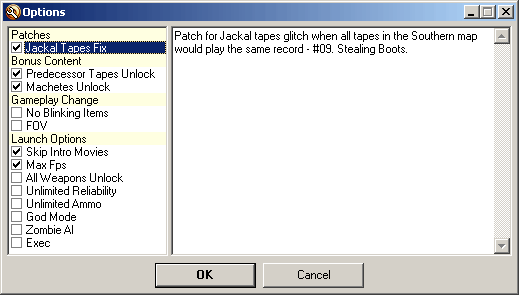 Options
Patches
Jackal Tapes Fix
Bonus Content
Predecessor Tapes Unlock
Machetes Unlock
Gameplay Change
No Blinking Items
FOV
Launch Options
Skip Intro Movies
Max Fps
All Weapons Unlock
Unlimited Reliability
Unlimited Ammo
God Mode
Zombie AI
Exec
Patch for Jackal tapes glitch when all tapes in the Southern map
would play the same record - #09. Stealing Boots.
OK
Cancel